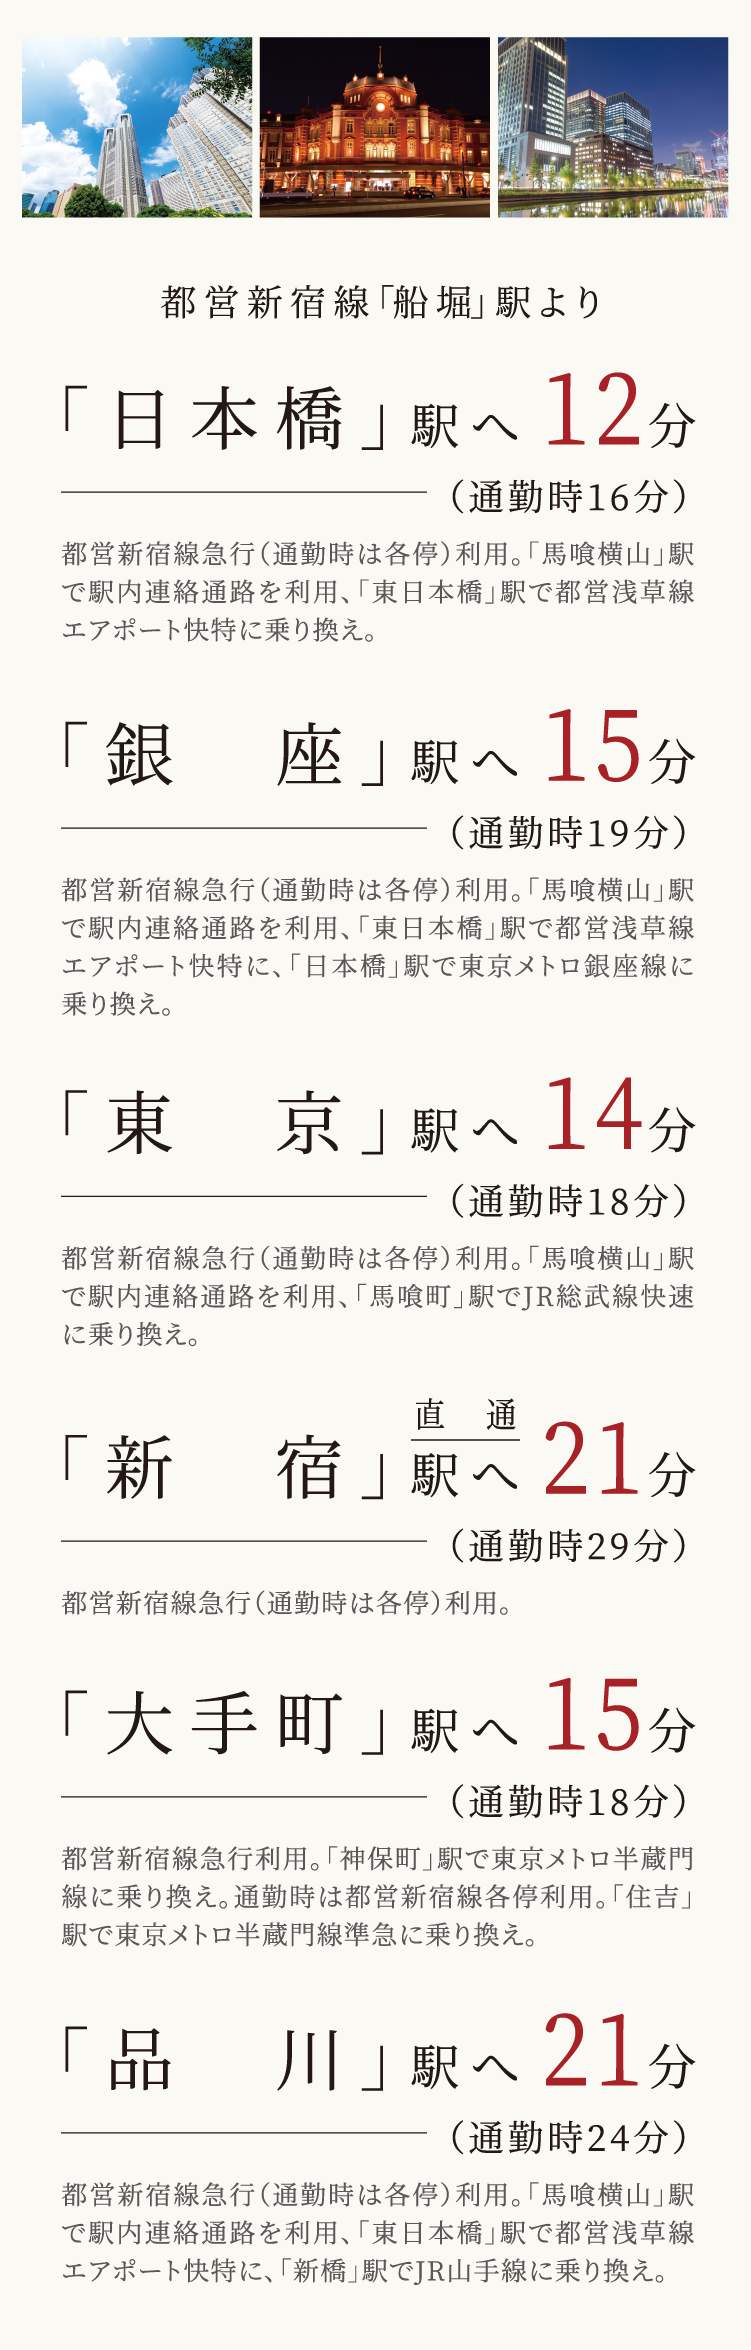 都営新宿線「船堀」駅より
「日本橋」駅へ 12分
（通勤時16分）
都営新宿線急行（通勤時は各停）利用。「馬喰横山」駅
で駅内連絡通路を利用、「東日本橋」駅で都営浅草線
エアポート快特に乗り換え。
「銀座」駅へ 15分
（通勤時19分）
都営新宿線急行（通勤時は各停）利用。「馬喰横山」駅
で駅内連絡通路を利用、「東日本橋」駅で都営浅草線
エアポート快特に、「日本橋」駅で東京メトロ銀座線に
乗り換え。
「東京」駅へ 14分
（通勤時18分）
都営新宿線急行（通勤時は各停）利用。「馬喰横山」駅
で駅内連絡通路を利用、「馬喰町」駅でJR総武線快速
に乗り換え。
直通
「新宿」駅へ 21分
（通勤時29分）
都営新宿線急行（通勤時は各停）利用。
「大手町」駅へ 15分
（通勤時18分）
都営新宿線急行利用。「神保町」駅で東京メトロ半蔵門
線に乗り換え。通勤時は都営新宿線各停利用。「住吉」
駅で東京メトロ半蔵門線準急に乗り換え。
「品川」駅へ 21分
（通勤時24分）
都営新宿線急行（通勤時は各停）利用。「馬喰横山」駅
で駅内連絡通路を利用、「東日本橋」駅で都営浅草線
エアポート快特に、「新橋」駅でJR山手線に乗り換え。